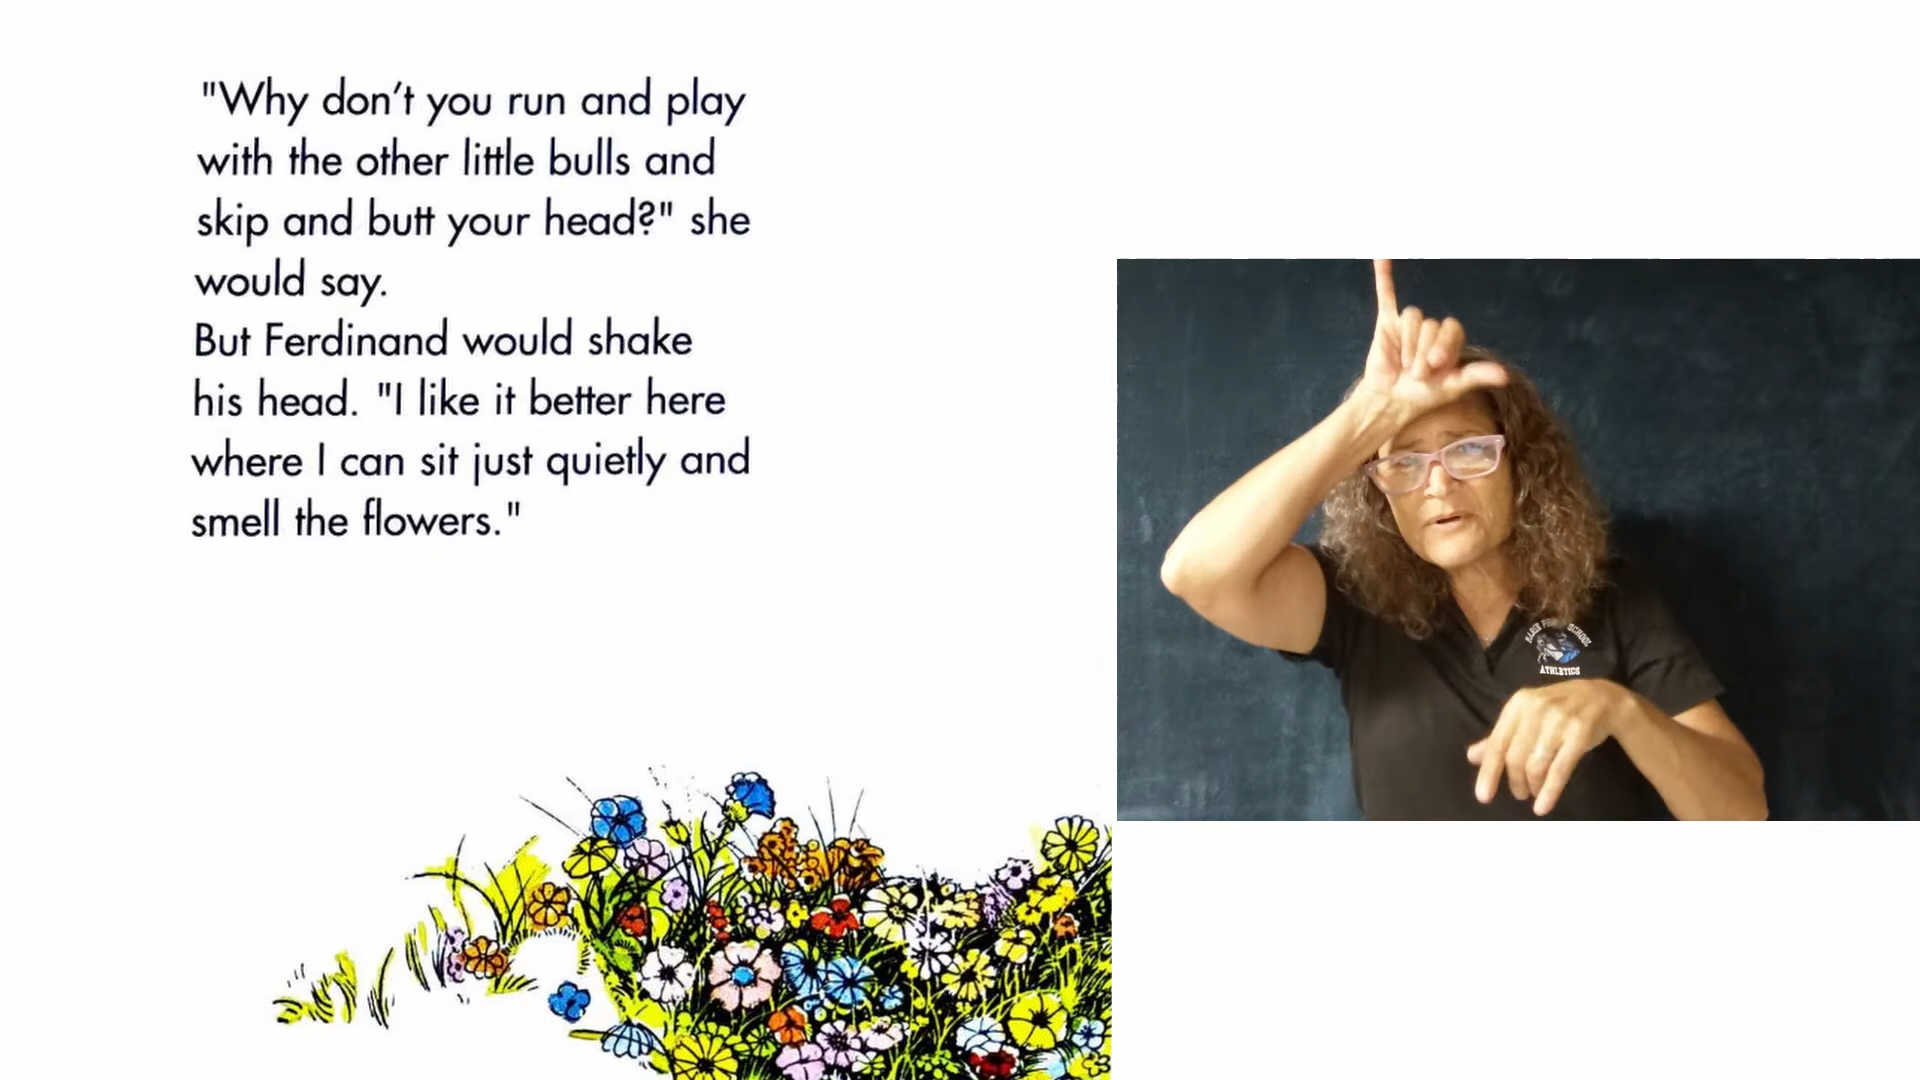 "Why don't you run and play
with the other little bulls and
skip and butt your head?" she
would say.
But Ferdinand would shake
his head. "I like it better here
where I can sit just quietly and
smell the flowers."
SCHOOL
ATHLETICS